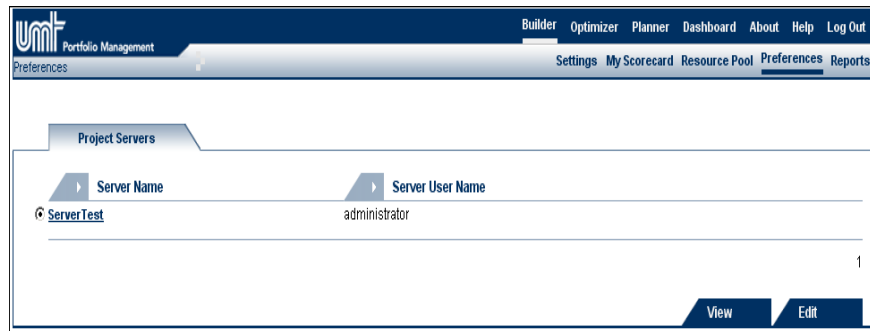 umt Portfolio Management
Builder Optimizer Planner Dashboard About Help Log Out
Preferences
Settings My Scorecard Resource Pool Preferences Reports
Project Servers
Server Name Server User Name
ServerTest administrator
1
View Edit